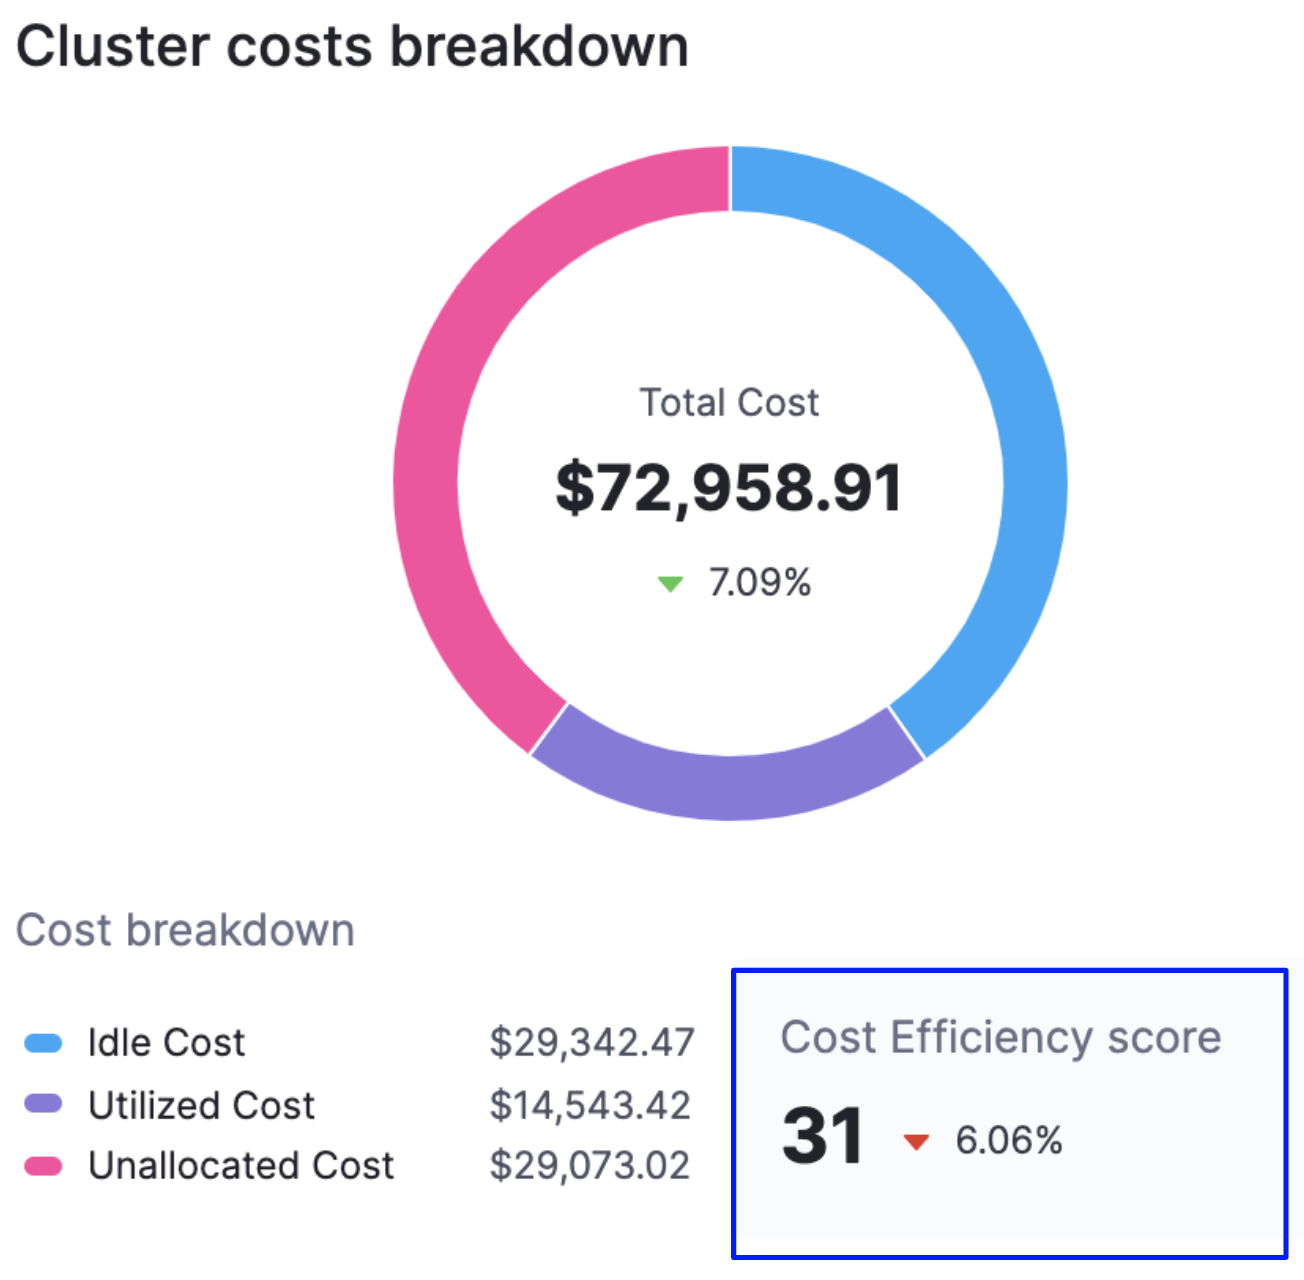 Cluster costs breakdown
Total Cost
$72,958.91
7.09%
Cost breakdown
Idle Cost $29,342.47
Utilized Cost $14,543.42
Unallocated Cost $29,073.02
Cost Efficiency score
31 6.06%